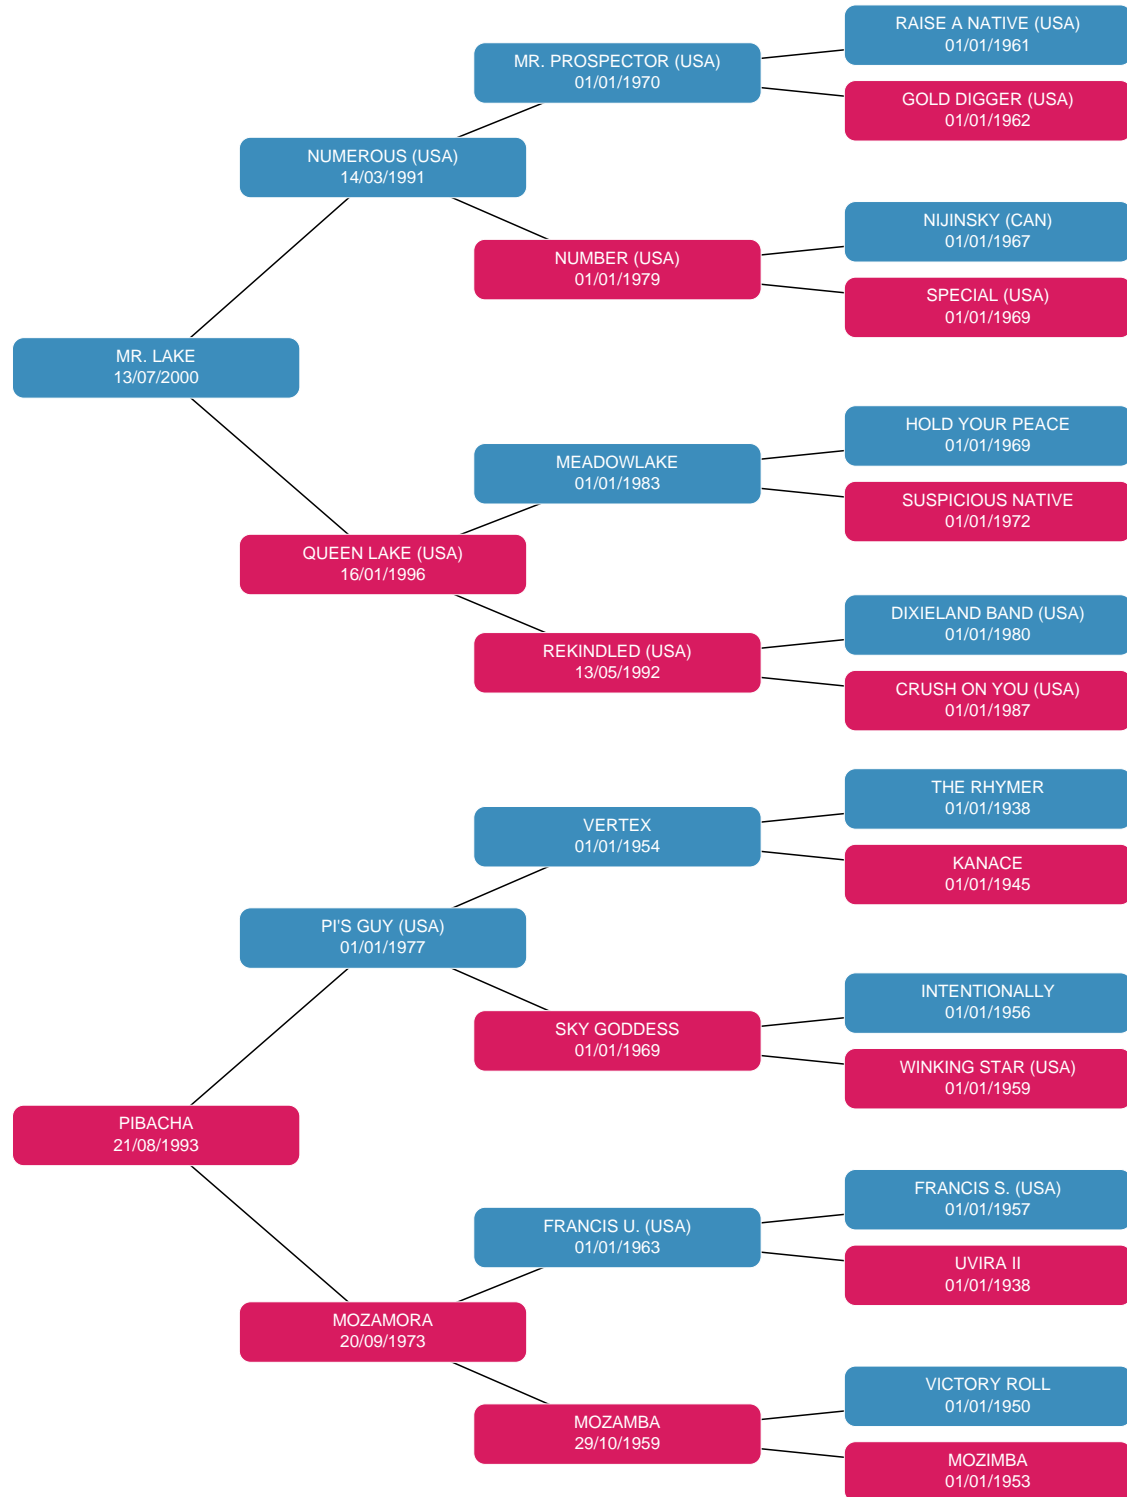 RAISE A NATIVE (USA)
01/01/1961
MR. PROSPECTOR (USA)
01/01/1970
GOLD DIGGER (USA)
01/01/1962
NUMEROUS (USA)
14/03/1991
NIJINSKY (CAN)
01/01/1967
NUMBER (USA)
01/01/1979
SPECIAL (USA)
01/01/1969
MR. LAKE
13/07/2000
HOLD YOUR PEACE
01/01/1969
MEADOWLAKE
01/01/1983
SUSPICIOUS NATIVE
01/01/1972
QUEEN LAKE (USA)
16/01/1996
DIXIELAND BAND (USA)
01/01/1980
REKINDLED (USA)
13/05/1992
CRUSH ON YOU (USA)
01/01/1987
THE RHYMER
01/01/1938
VERTEX
01/01/1954
KANACE
01/01/1945
PI'S GUY (USA)
01/01/1977
INTENTIONALLY
01/01/1956
SKY GODDESS
01/01/1969
WINKING STAR (USA)
01/01/1959
PIBACHA
21/08/1993
FRANCIS S. (USA)
01/01/1957
FRANCIS U. (USA)
01/01/1963
UVIRA II
01/01/1938
MOZAMORA
20/09/1973
VICTORY ROLL
01/01/1950
MOZAMBA
29/10/1959
MOZIMBA
01/01/1953